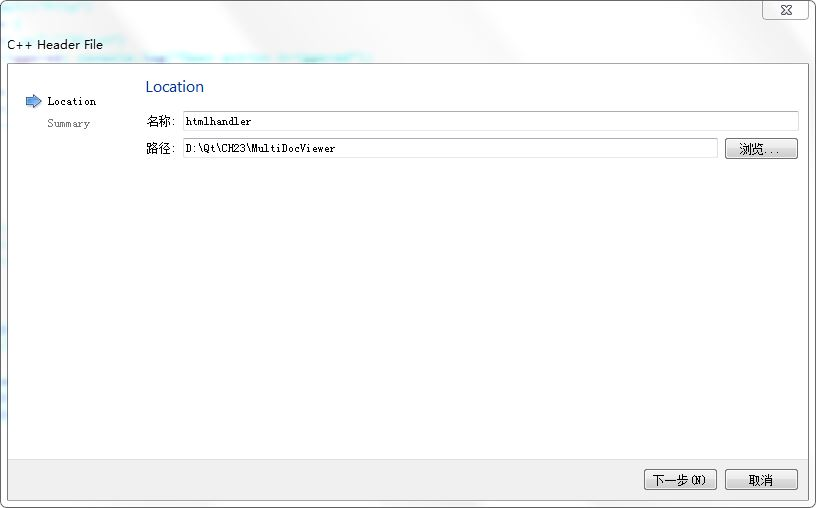 C++ Header File
Location
Location
Summary
名称: htmlhandler
路径: D:\Qt\CH23\MultiDocViewer 浏览...
下一步(N) 取消